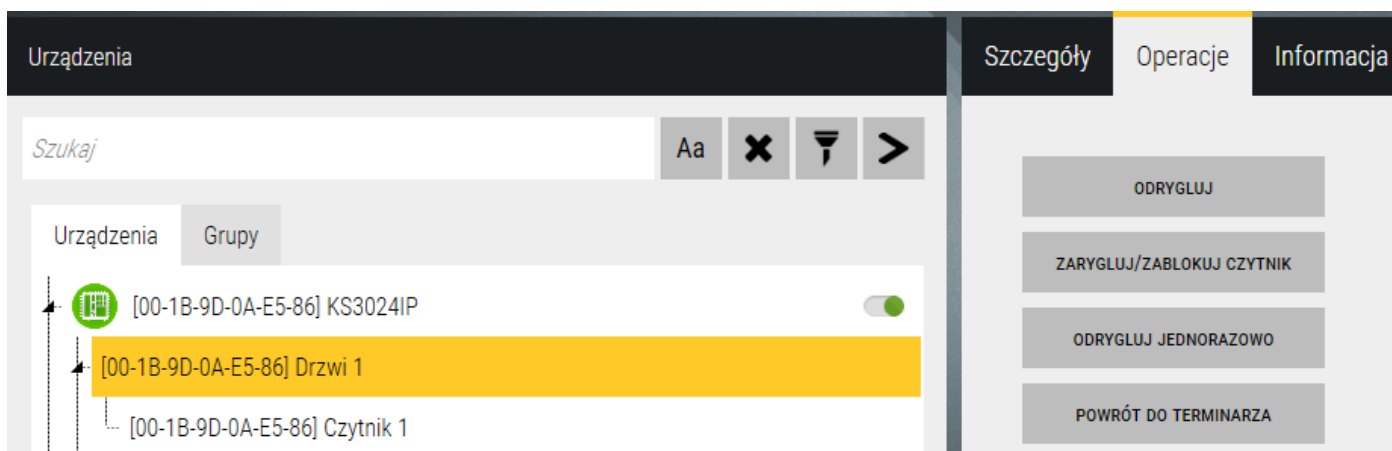 Urządzenia
Szczegóły Operacje Informacja
Szukaj
Aa
Urządzenia Grupy
[00-1B-9D-0A-E5-86] KS3024IP
[00-1B-9D-0A-E5-86] Drzwi 1
[00-1B-9D-0A-E5-86] Czytnik 1
ODRYGLUJ
ZARYGLUJ/ZABLOKUJ CZYTNIK
ODRYGLUJ JEDNORAZOWO
POWRÓT DO TERMINARZA